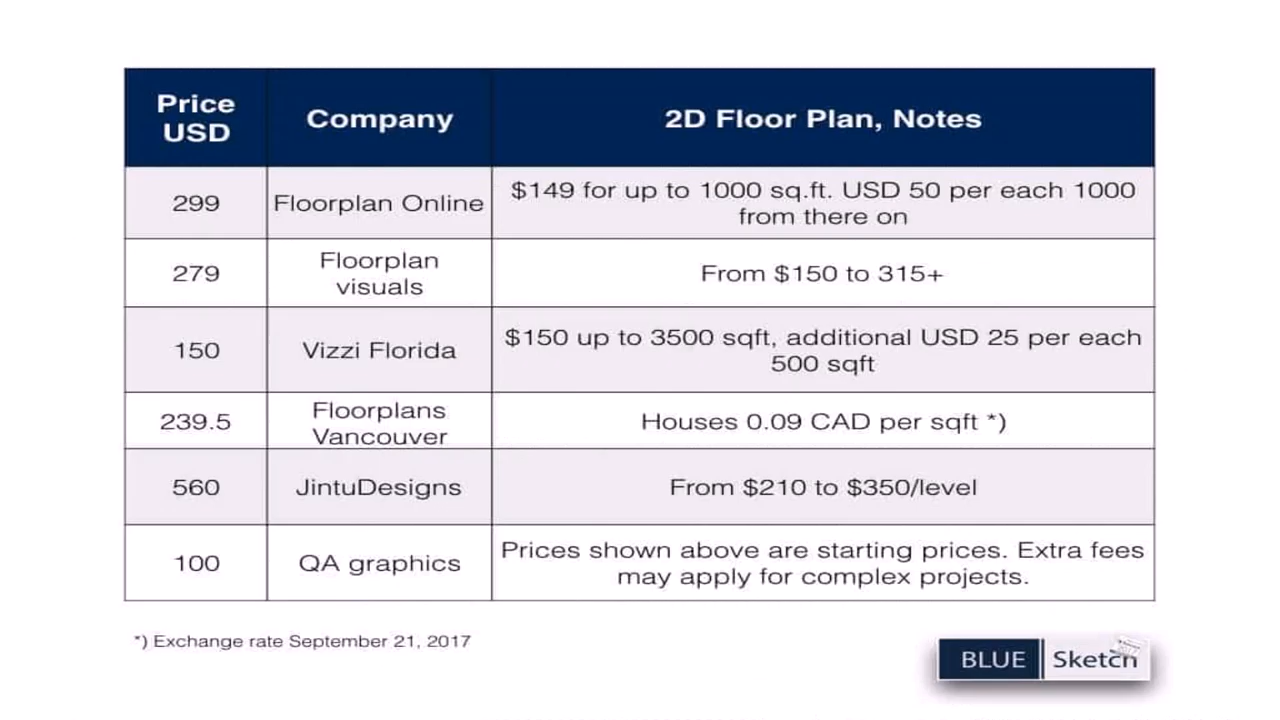 Price
USD
Company
2D Floor Plan, Notes
299
Floorplan Online
$149 for up to 1000 sq.ft. USD 50 per each 1000
from there on
279
Floorplan
visuals
From $150 to 315+
150
Vizzi Florida
$150 up to 3500 sqft, additional USD 25 per each
500 sqft
239.5
Floorplans
Vancouver
Houses 0.09 CAD per sqft *)
560
JintuDesigns
From $210 to $350/level
100
QA graphics
Prices shown above are starting prices. Extra fees
may apply for complex projects.
*) Exchange rate September 21, 2017
BLUE Sketch